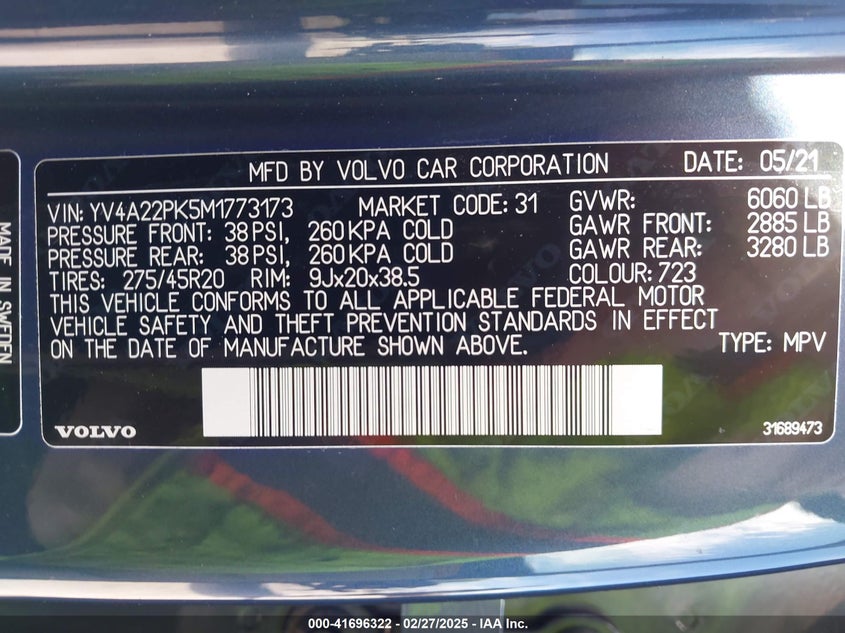 MFD BY VOLVO CAR CORPORATION DATE: 05/21
VIN: YV4A22PK5M1773173 MARKET CODE: 31 GVWR: 6060 LB
PRESSURE FRONT: 38 PSI, 260 KPA COLD GAWR FRONT: 2885 LB
PRESSURE REAR: 38 PSI, 260 KPA COLD GAWR REAR: 3280 LB
TIRES: 275/45R20 RIM: 9Jx20x38.5 COLOUR: 723
THIS VEHICLE CONFORMS TO ALL APPLICABLE FEDERAL MOTOR
VEHICLE SAFETY AND THEFT PREVENTION STANDARDS IN EFFECT
ON THE DATE OF MANUFACTURE SHOWN ABOVE. TYPE: MPV
VOLVO 31689473
MADE IN SWEDEN
000-41696322 — 02/27/2025 — IAA Inc.